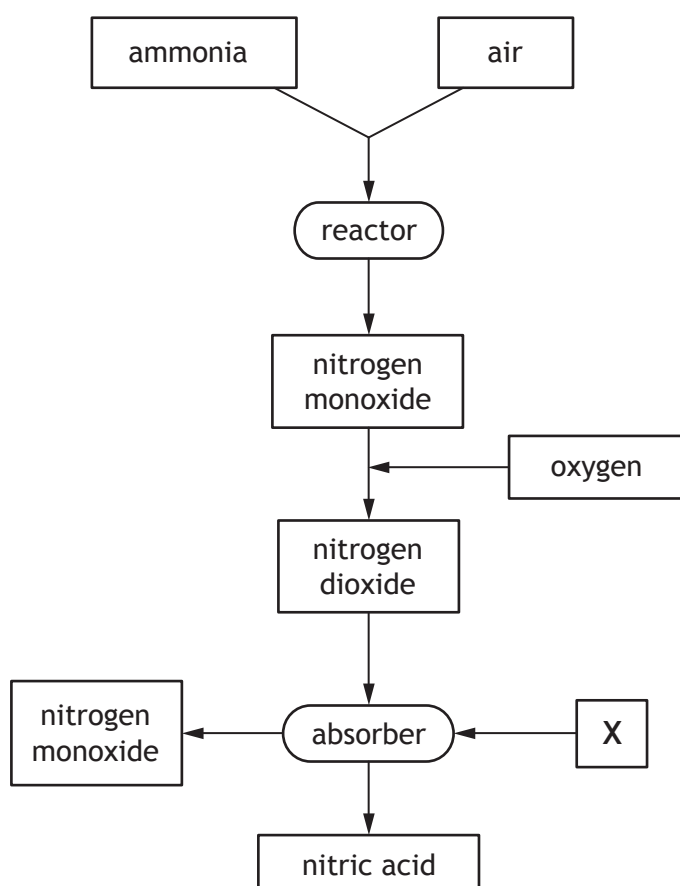 ammonia
air
reactor
nitrogen
monoxide
oxygen
nitrogen
dioxide
nitrogen
monoxide
absorber
X
nitric acid